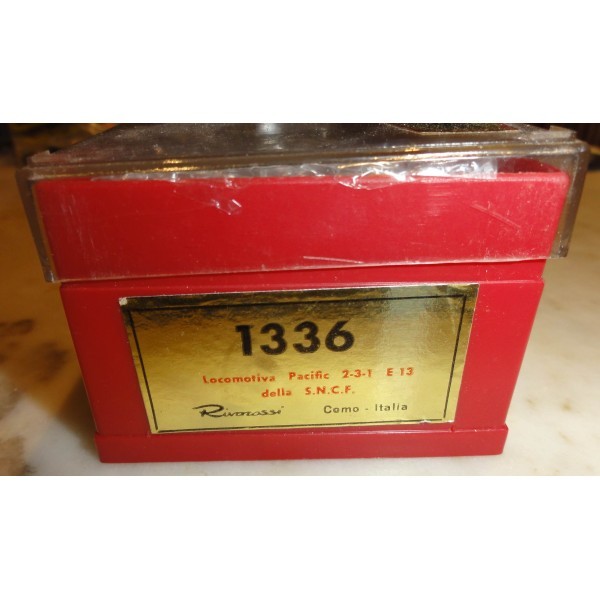 1336
Locomotiva Pacific 2-3-1 E 13
della S.N.C.F.
Rivarossi Como - Italia